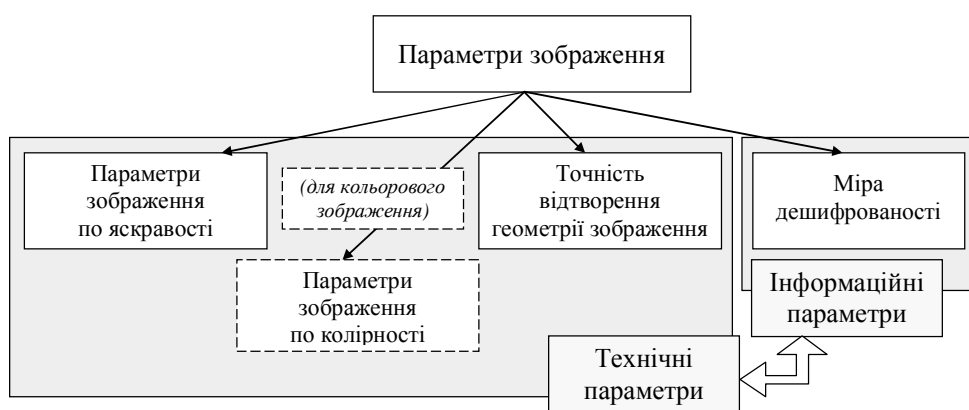 Параметри зображення
Параметри
зображення
по яскравості
(для кольорового
зображення)
Точність
відтворення
геометрії зображення
Міра
дешифрованості
Параметри
зображення
по колірності
Інформаційні
параметри
Технічні
параметри